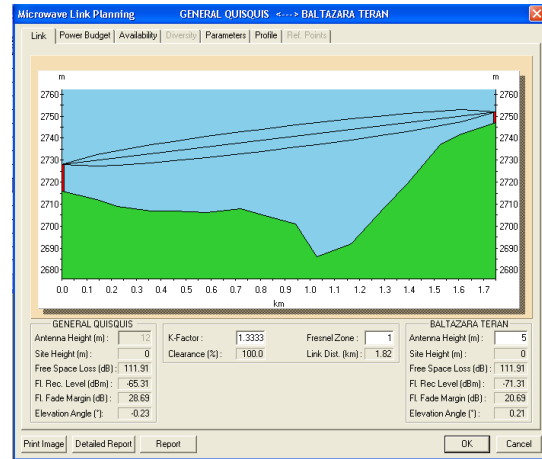 Microwave Link Planning GENERAL QUISQUIS <---> BALTAZARA TERAN
Link Power Budget Availability Diversity Parameters Profile Ref. Points
m m
2760 2760
2750 2750
2740 2740
2730 2730
2720 2720
2710 2710
2700 2700
2690 2690
2680 2680
0.0 0.1 0.2 0.3 0.4 0.5 0.6 0.7 0.8 0.9 1.0 1.1 1.2 1.3 1.4 1.5 1.6 1.7
km
GENERAL QUISQUIS BALTAZARA TERAN
Antenna Height (m) : 12 K-Factor : 1.3333 Fresnel Zone : 1 Antenna Height (m) : 5
Site Height (m) : 0 Clearance (%) : 100.0 Link Dist. (km) : 1.82 Site Height (m) : 0
Free Space Loss (dB) : 111.91 Free Space Loss (dB) : 111.91
Fl. Rec. Level (dBm) : -65.31 Fl. Rec. Level (dBm) : -71.31
Fl. Fade Margin (dB) : 28.69 Fl. Fade Margin (dB) : 20.69
Elevation Angle (°): -0.23 Elevation Angle (°): 0.21
Print Image Detailed Report Report OK Cancel